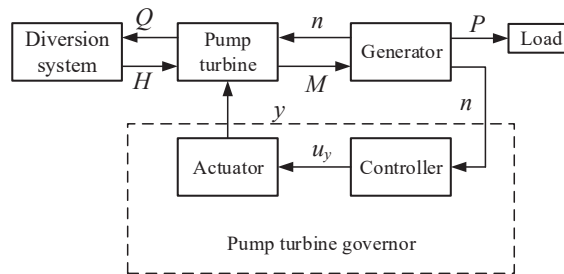 Q
n
P
Diversion
system
Pump
turbine
Generator
Load
H
M
n
y
Actuator
u_y
Controller
Pump turbine governor